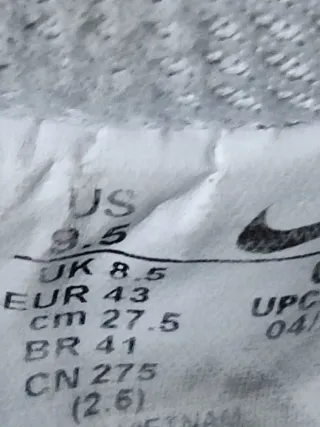 US
9.5
UK 8.5
EUR 43
cm 27.5
BR 41
CN 275
(2.5)
UPC
04/
VIETNAM